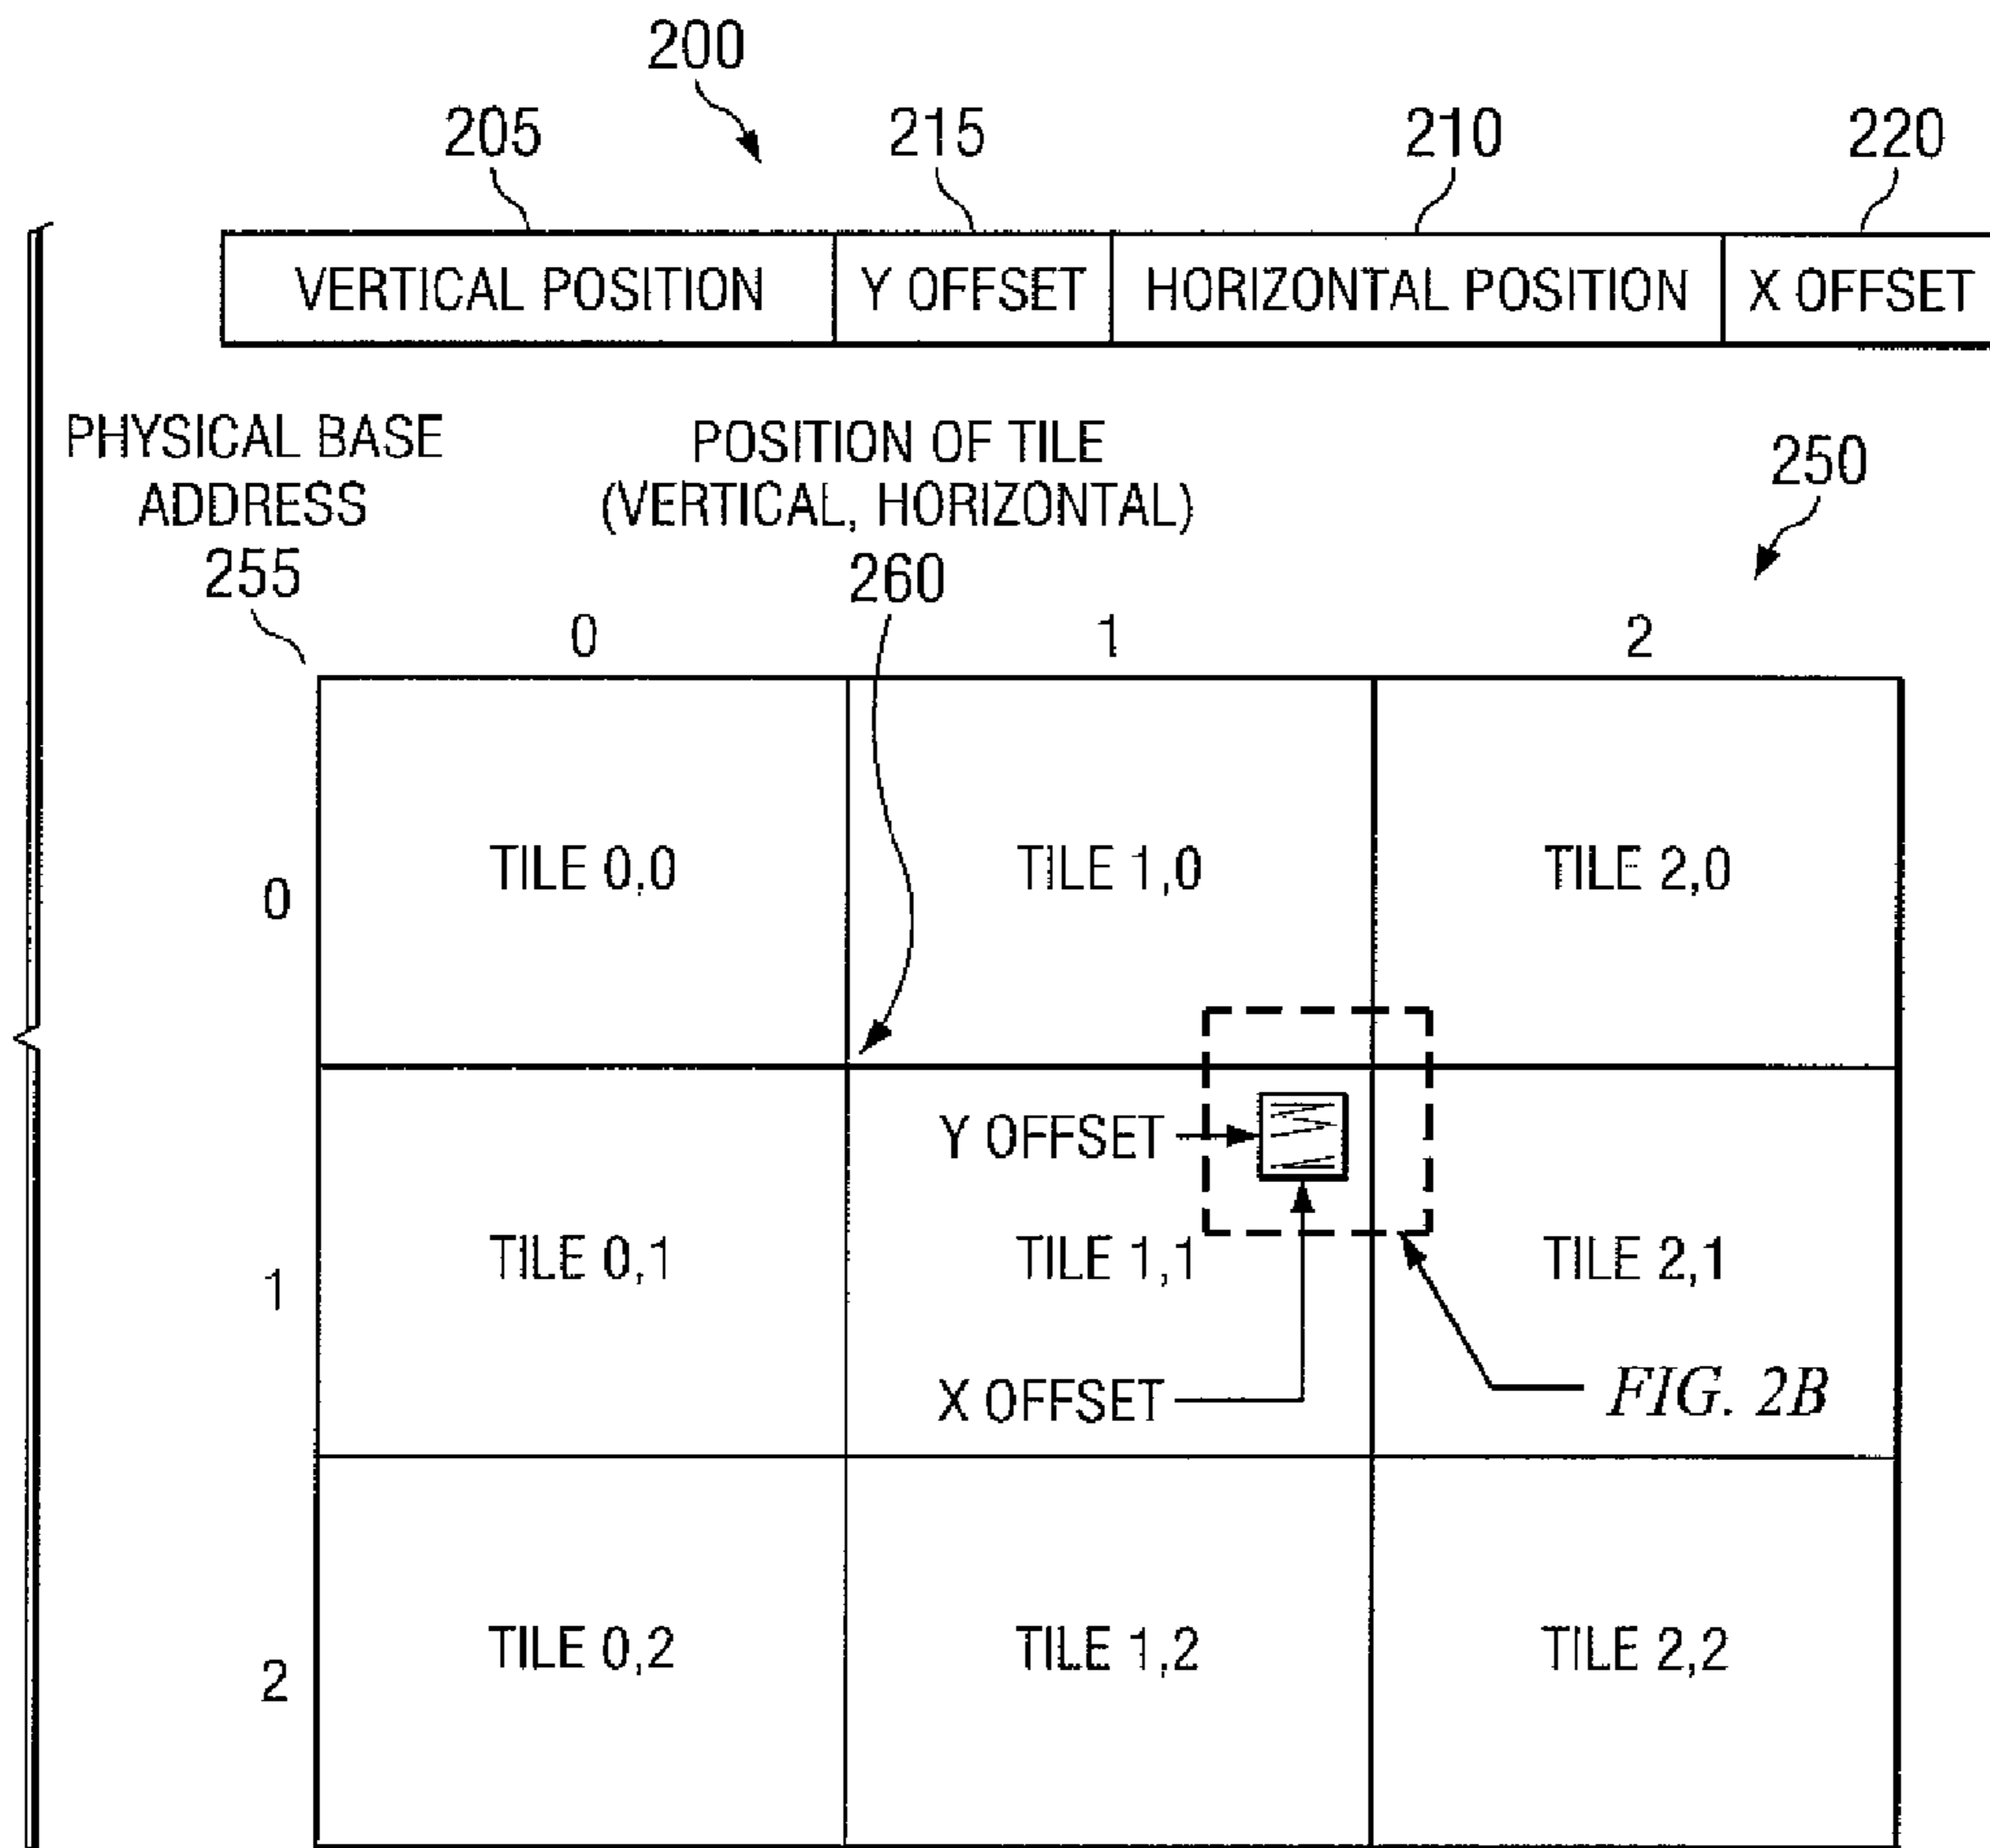 200
205 215 210 220
VERTICAL POSITION Y OFFSET HORIZONTAL POSITION X OFFSET
PHYSICAL BASE
ADDRESS
255
POSITION OF TILE
(VERTICAL, HORIZONTAL)
260
250
0 1 2
0 TILE 0,0 TILE 1,0 TILE 2,0
Y OFFSET
1 TILE 0,1 TILE 1,1 TILE 2,1
X OFFSET
FIG. 2B
2 TILE 0,2 TILE 1,2 TILE 2,2